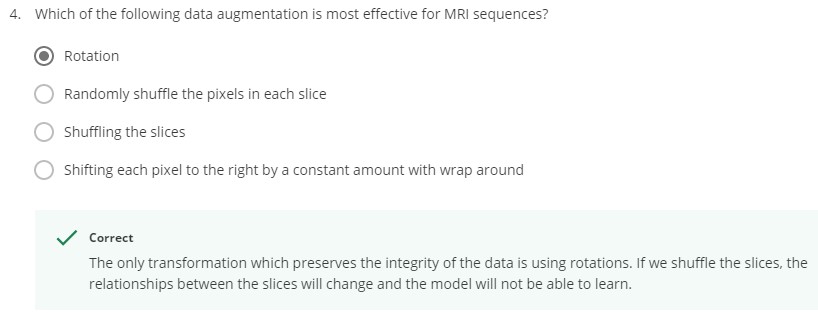 4. Which of the following data augmentation is most effective for MRI sequences?
Rotation
Randomly shuffle the pixels in each slice
Shuffling the slices
Shifting each pixel to the right by a constant amount with wrap around
Correct
The only transformation which preserves the integrity of the data is using rotations. If we shuffle the slices, the
relationships between the slices will change and the model will not be able to learn.